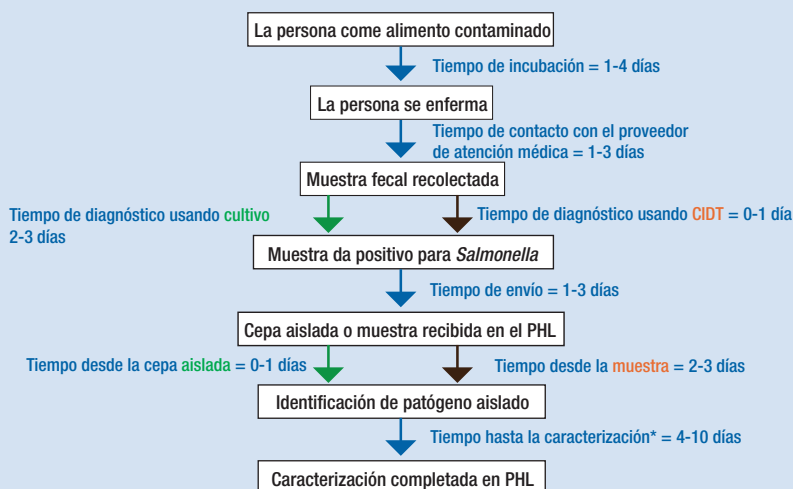 La persona come alimento contaminado
Tiempo de incubación = 1-4 días
La persona se enferma
Tiempo de contacto con el proveedor
de atención médica = 1-3 días
Muestra fecal recolectada
Tiempo de diagnóstico usando cultivo
2-3 días
Tiempo de diagnóstico usando CIDT = 0-1 día
Muestra da positivo para Salmonella
Tiempo de envío = 1-3 días
Cepa aislada o muestra recibida en el PHL
Tiempo desde la cepa aislada = 0-1 días
Tiempo desde la muestra = 2-3 días
Identificación de patógeno aislado
Tiempo hasta la caracterización* = 4-10 días
Caracterización completada en PHL